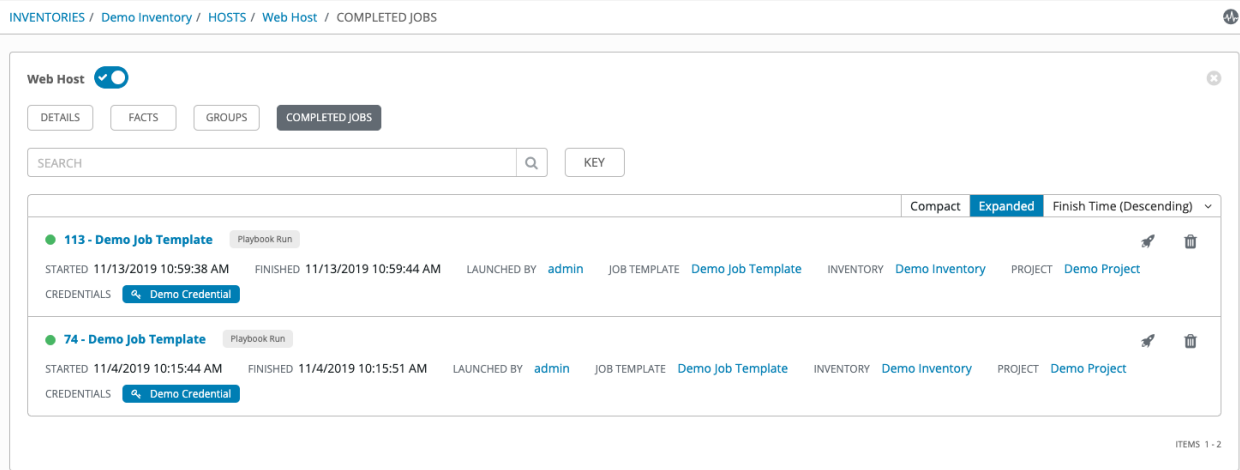 INVENTORIES / Demo Inventory / HOSTS / Web Host / COMPLETED JOBS
Web Host
DETAILS FACTS GROUPS COMPLETED JOBS
SEARCH KEY
Compact Expanded Finish Time (Descending)
113 - Demo Job Template Playbook Run
STARTED 11/13/2019 10:59:38 AM FINISHED 11/13/2019 10:59:44 AM LAUNCHED BY admin JOB TEMPLATE Demo Job Template INVENTORY Demo Inventory PROJECT Demo Project
CREDENTIALS Demo Credential
74 - Demo Job Template Playbook Run
STARTED 11/4/2019 10:15:44 AM FINISHED 11/4/2019 10:15:51 AM LAUNCHED BY admin JOB TEMPLATE Demo Job Template INVENTORY Demo Inventory PROJECT Demo Project
CREDENTIALS Demo Credential
ITEMS 1 - 2